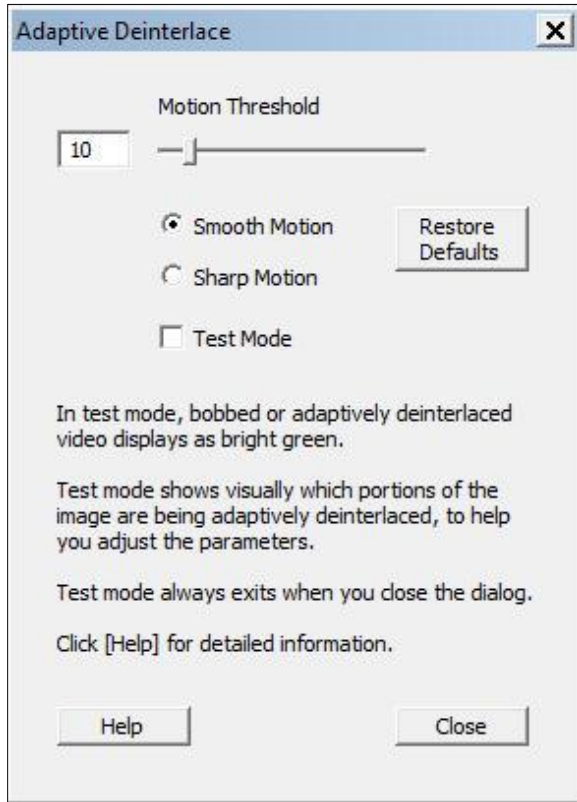 Adaptive Deinterlace
Motion Threshold
10
Smooth Motion
Restore
Defaults
Sharp Motion
Test Mode
In test mode, bobbed or adaptively deinterlaced
video displays as bright green.
Test mode shows visually which portions of the
image are being adaptively deinterlaced, to help
you adjust the parameters.
Test mode always exits when you close the dialog.
Click [Help] for detailed information.
Help
Close